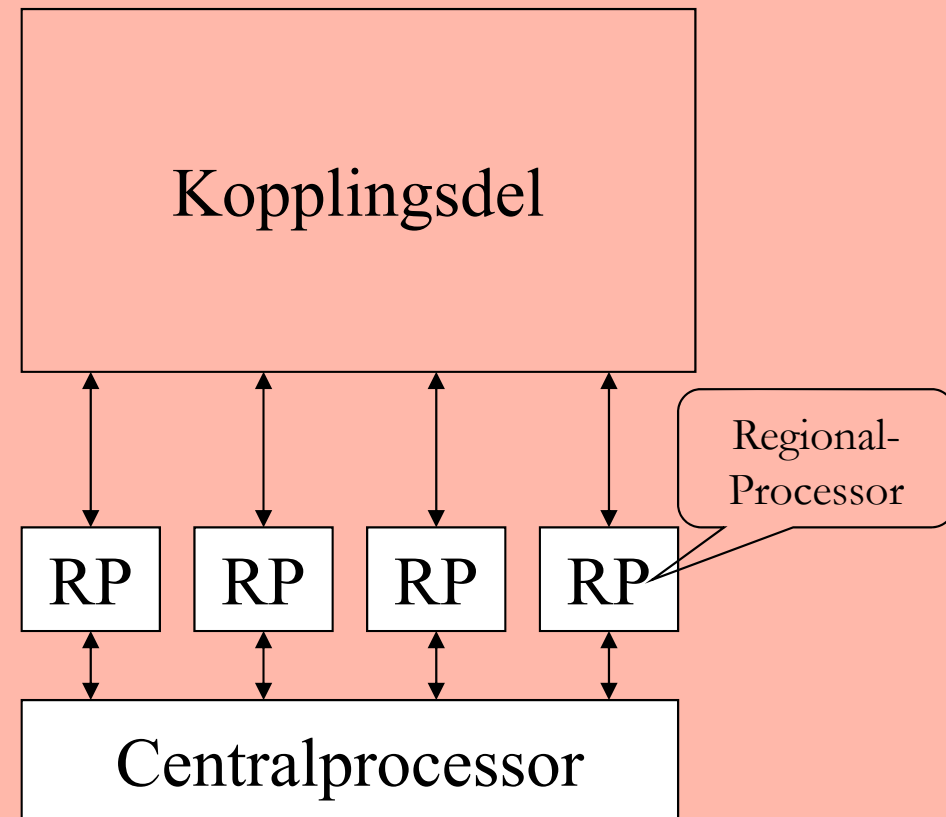 Kopplingsdel
Regional-
Processor
RP RP RP RP
Centralprocessor